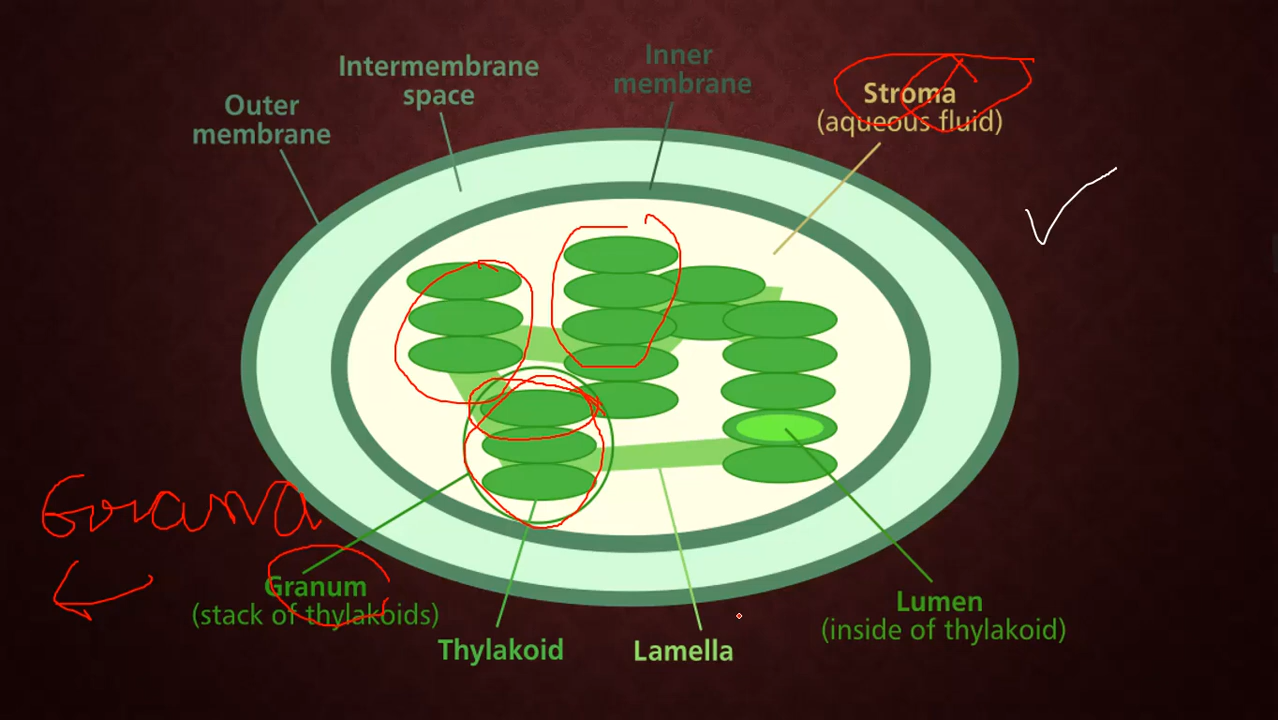 Inner
membrane
Intermembrane
space
Outer
membrane
Stroma
(aqueous fluid)
Grana
Granum
(stack of thylakoids)
Thylakoid
Lamella
Lumen
(inside of thylakoid)